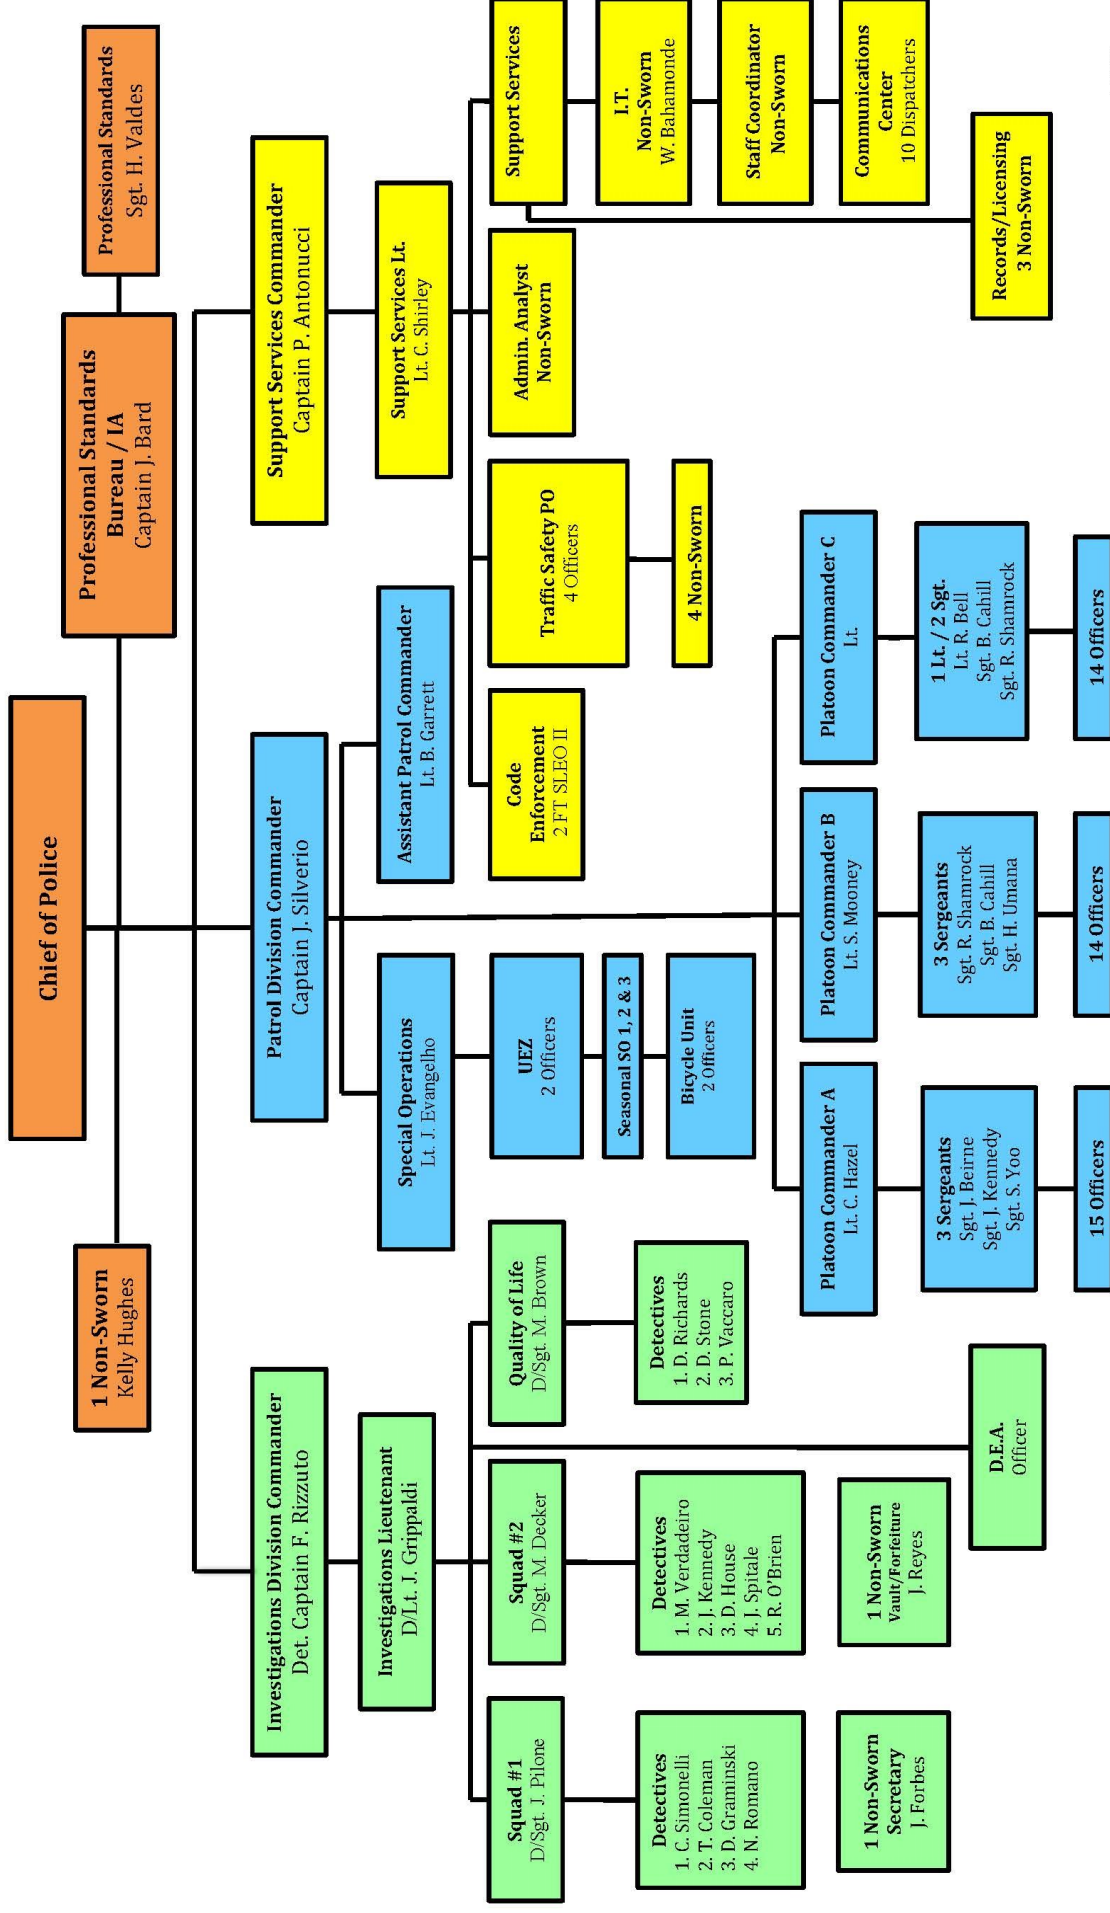 Chief of Police
1 Non-Sworn
Kelly Hughes
Professional Standards
Bureau / IA
Captain J. Bard
Professional Standards
Sgt. H. Valdes
Investigations Division Commander
Det. Captain F. Rizzuto
Patrol Division Commander
Captain J. Silverio
Support Services Commander
Captain P. Antonucci
Investigations Lieutenant
D/Lt. J. Grippaldi
Special Operations
Lt. J. Evangelho
Assistant Patrol Commander
Lt. B. Garrett
Support Services Lt.
Lt. C. Shirley
Squad #1
D/Sgt. J. Pilone
Squad #2
D/Sgt. M. Decker
Quality of Life
D/Sgt. M. Brown
UEZ
2 Officers
Code
Enforcement
2 FT SLEO II
Traffic Safety PO
4 Officers
Admin. Analyst
Non-Sworn
Support Services
Seasonal SO 1, 2 & 3
I.T.
Non-Sworn
W. Bahamonde
Detectives
1. C. Simonelli
2. T. Coleman
3. D. Graminski
4. N. Romano
Detectives
1. M. Verdadeiro
2. J. Kennedy
3. D. House
4. J. Spitale
5. R. O'Brien
Detectives
1. D. Richards
2. D. Stone
3. P. Vaccaro
Bicycle Unit
2 Officers
4 Non-Sworn
Staff Coordinator
Non-Sworn
Platoon Commander A
Lt. C. Hazel
Platoon Commander B
Lt. S. Mooney
Platoon Commander C
Lt.
1 Non-Sworn
Secretary
J. Forbes
1 Non-Sworn
Vault/Forfeiture
J. Reyes
Communications
Center
10 Dispatchers
3 Sergeants
Sgt. J. Beirne
Sgt. J. Kennedy
Sgt. S. Yoo
3 Sergeants
Sgt. R. Shamrock
Sgt. B. Cahill
Sgt. H. Umana
1 Lt. / 2 Sgt.
Lt. R. Bell
Sgt. B. Cahill
Sgt. R. Shamrock
D.E.A.
Officer
Records/Licensing
3 Non-Sworn
15 Officers
14 Officers
14 Officers